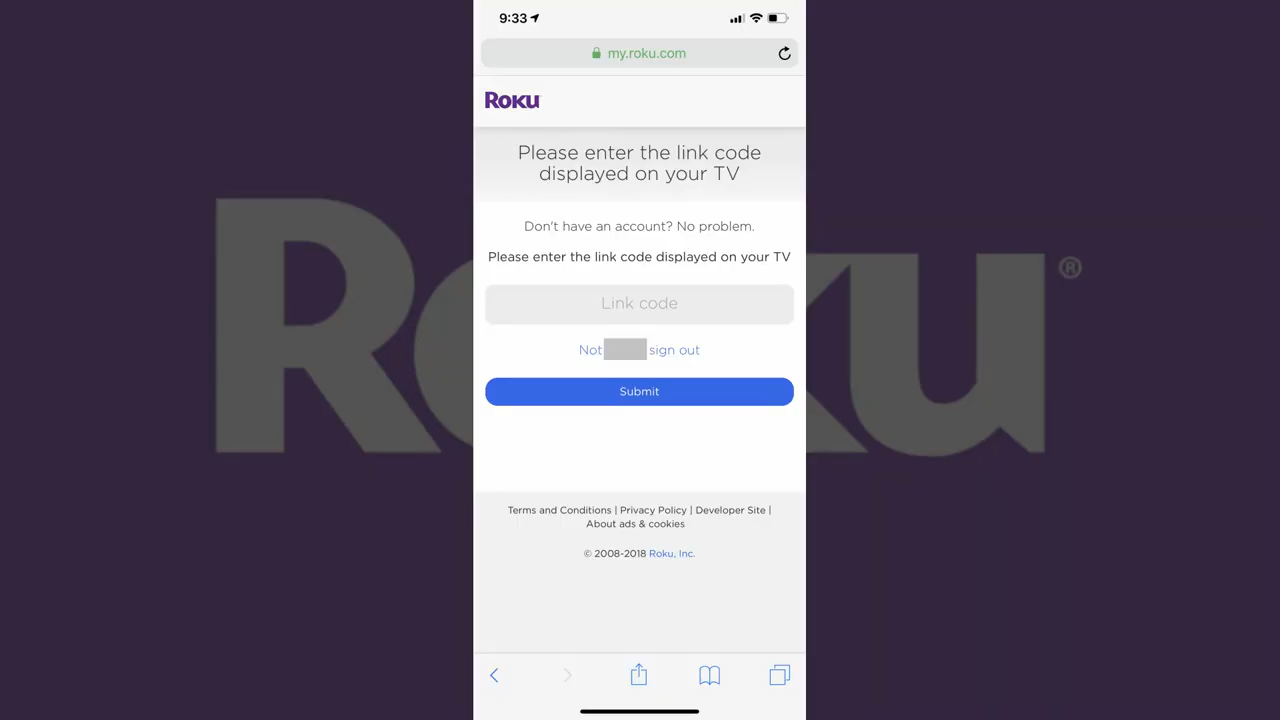 9:33
my.roku.com
Roku
Please enter the link code
displayed on your TV
Don't have an account? No problem.
Please enter the link code displayed on your TV
Link code
Not sign out
Submit
Terms and Conditions | Privacy Policy | Developer Site |
About ads & cookies
© 2008-2018 Roku, Inc.
Roku®